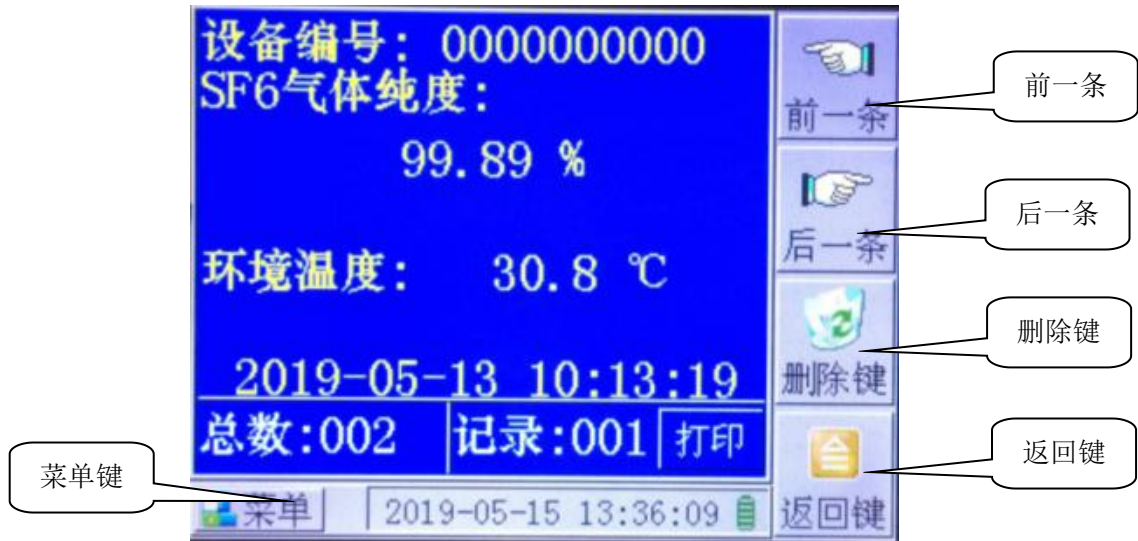 设备编号: 0000000000
SF6气体纯度:
99.89 %
环境温度: 30.8 ℃
2019-05-13 10:13:19
总数:002 记录:001 打印
菜单 2019-05-15 13:36:09
前一条
后一条
删除键
返回键
前一条
后一条
删除键
返回键
菜单键